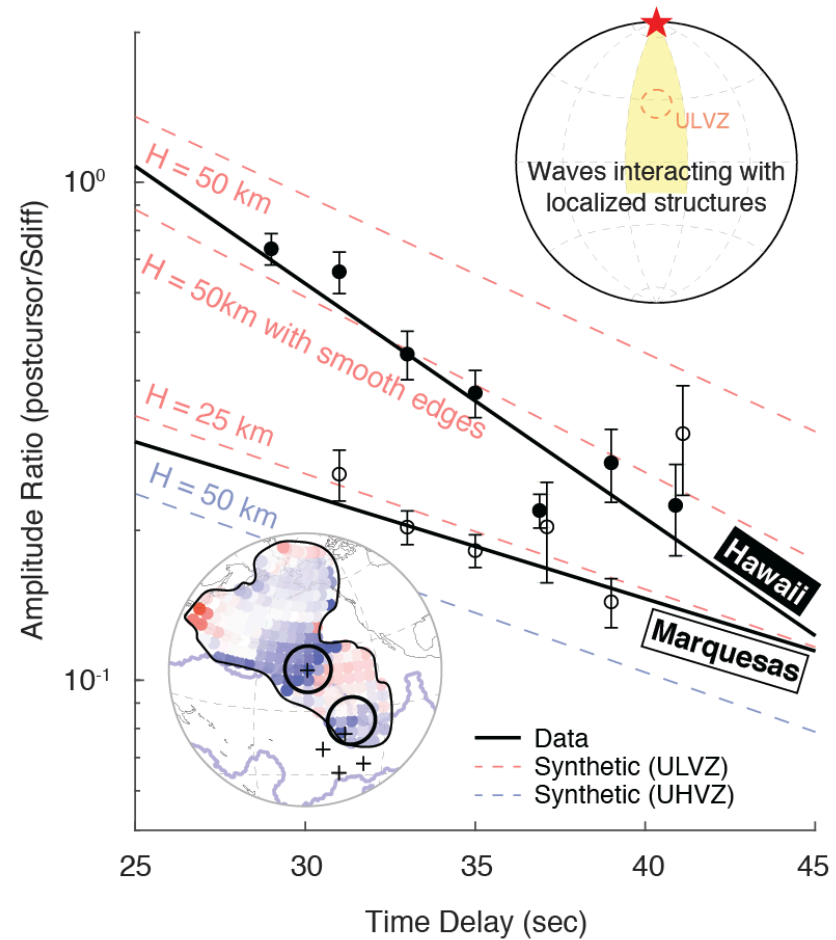 ULVZ
Waves interacting with
localized structures
Amplitude Ratio (postcursor/Sdiff)
10⁰
10⁻¹
H = 50 km
H = 50km with smooth edges
H = 25 km
H = 50 km
Hawaii
Marquesas
Data
Synthetic (ULVZ)
Synthetic (UHVZ)
25
30
35
40
45
Time Delay (sec)